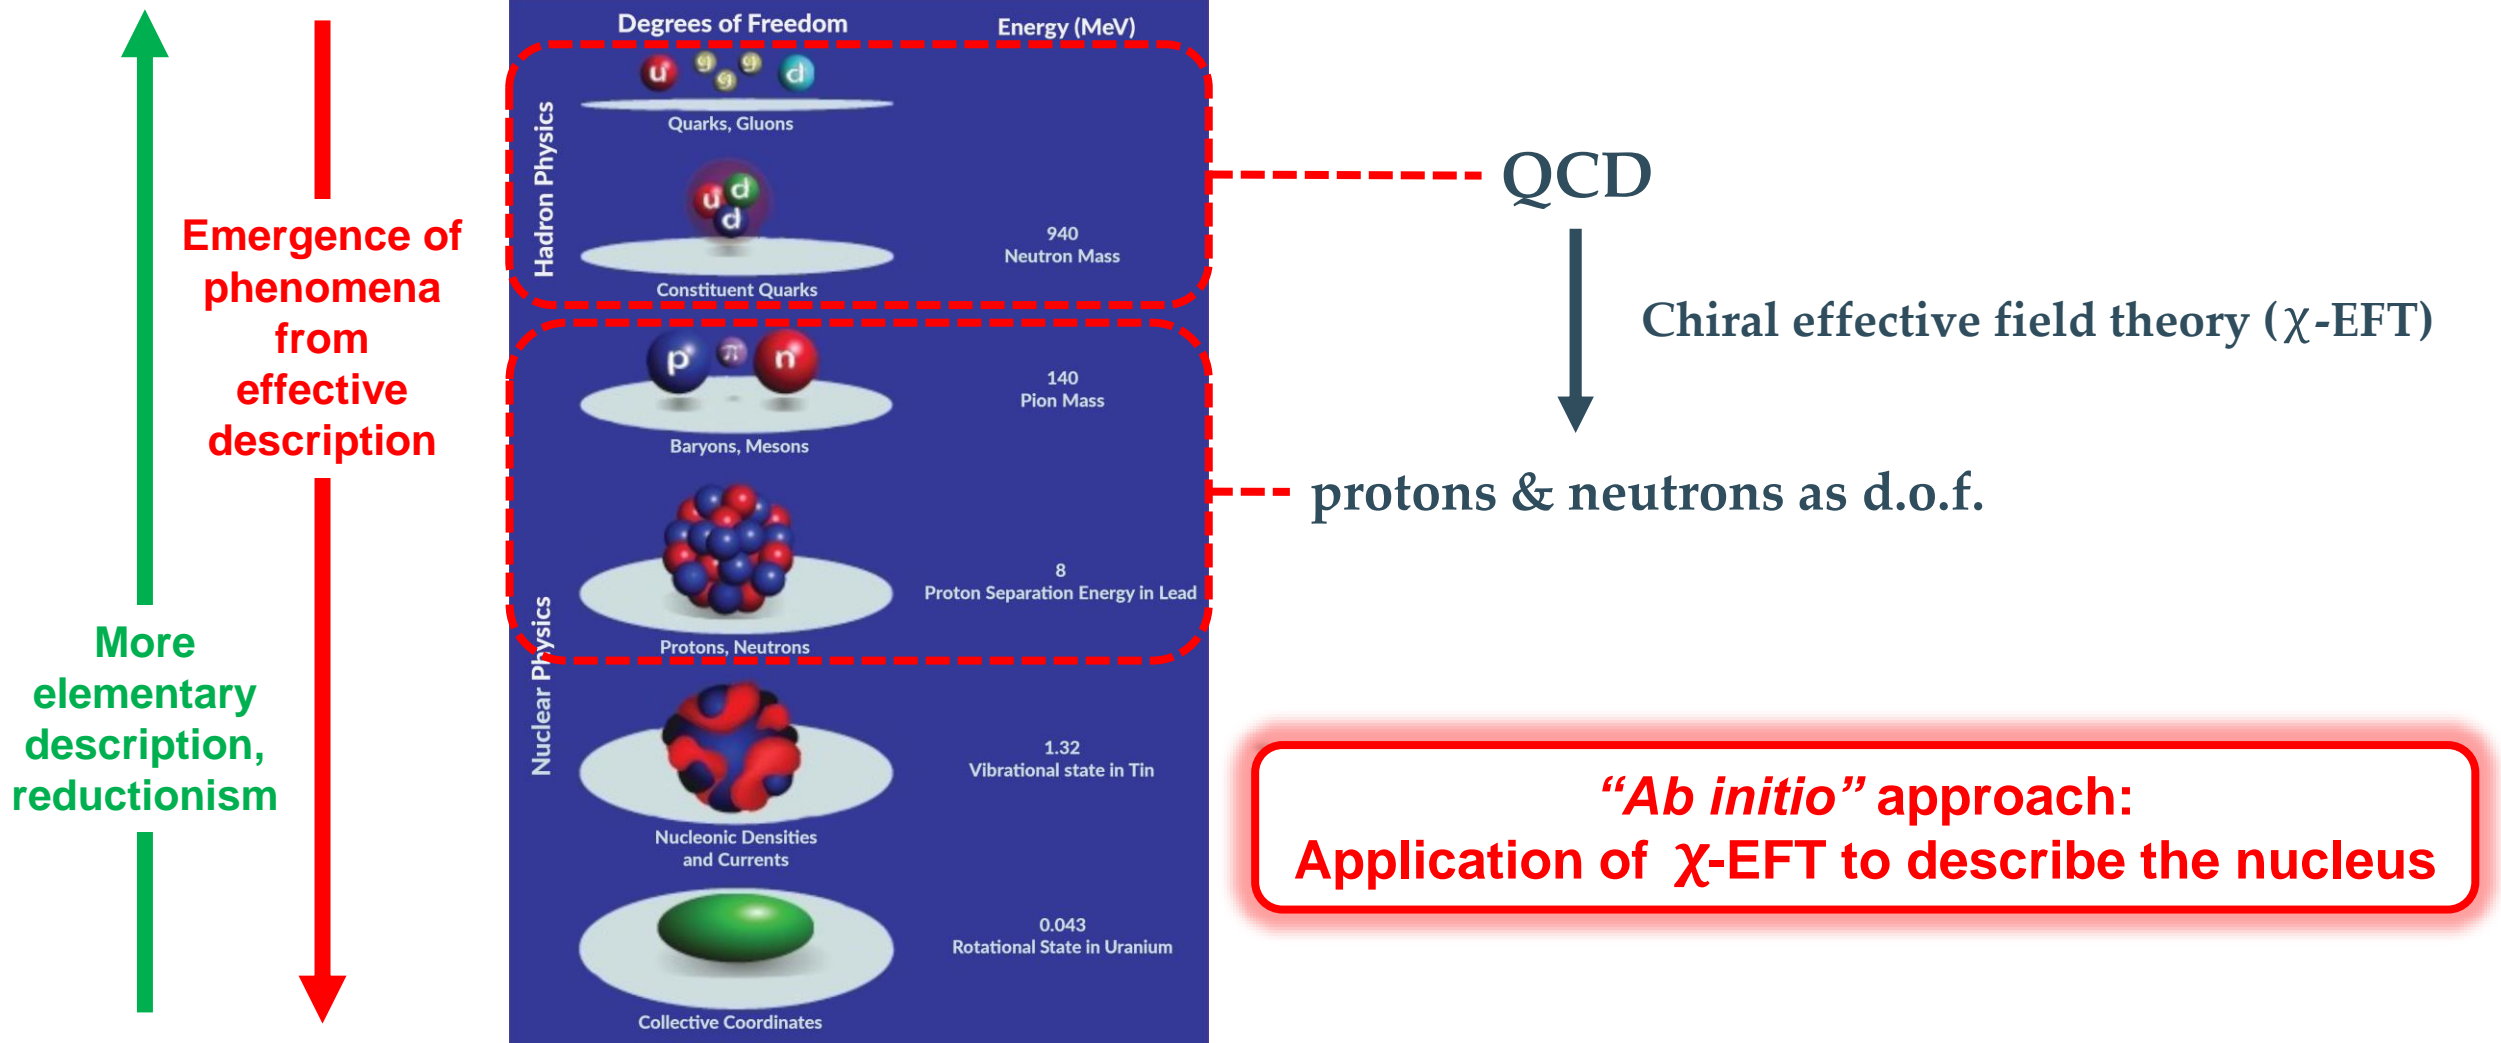 Degrees of Freedom
Energy (MeV)
u g g g d
Quarks, Gluons
Hadron Physics
u d d
940
Neutron Mass
Constituent Quarks
p π n
140
Pion Mass
Baryons, Mesons
8
Proton Separation Energy in Lead
Protons, Neutrons
Nuclear Physics
1.32
Vibrational state in Tin
Nucleonic Densities
and Currents
0.043
Rotational State in Uranium
Collective Coordinates
Emergence of
phenomena
from
effective
description
More
elementary
description,
reductionism
QCD
Chiral effective field theory (χ-EFT)
protons & neutrons as d.o.f.
“Ab initio” approach:
Application of χ-EFT to describe the nucleus